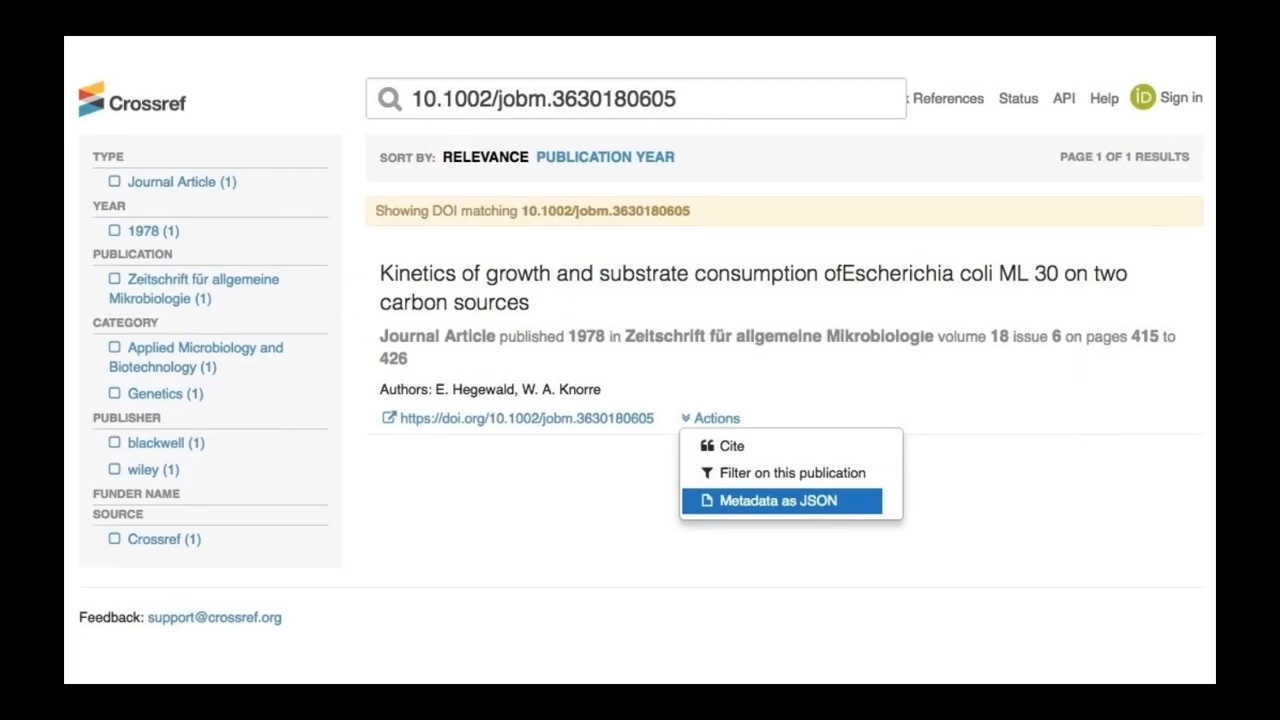 Crossref
10.1002/jobm.3630180605
References
Status
API
Help
iD Sign in
TYPE
Journal Article (1)
YEAR
1978 (1)
PUBLICATION
Zeitschrift für allgemeine
Mikrobiologie (1)
CATEGORY
Applied Microbiology and
Biotechnology (1)
Genetics (1)
PUBLISHER
blackwell (1)
wiley (1)
FUNDER NAME
SOURCE
Crossref (1)
SORT BY: RELEVANCE PUBLICATION YEAR
PAGE 1 OF 1 RESULTS
Showing DOI matching 10.1002/jobm.3630180605
Kinetics of growth and substrate consumption ofEscherichia coli ML 30 on two
carbon sources
Journal Article published 1978 in Zeitschrift für allgemeine Mikrobiologie volume 18 issue 6 on pages 415 to
426
Authors: E. Hegewald, W. A. Knorre
https://doi.org/10.1002/jobm.3630180605
Actions
Cite
Filter on this publication
Metadata as JSON
Feedback: support@crossref.org